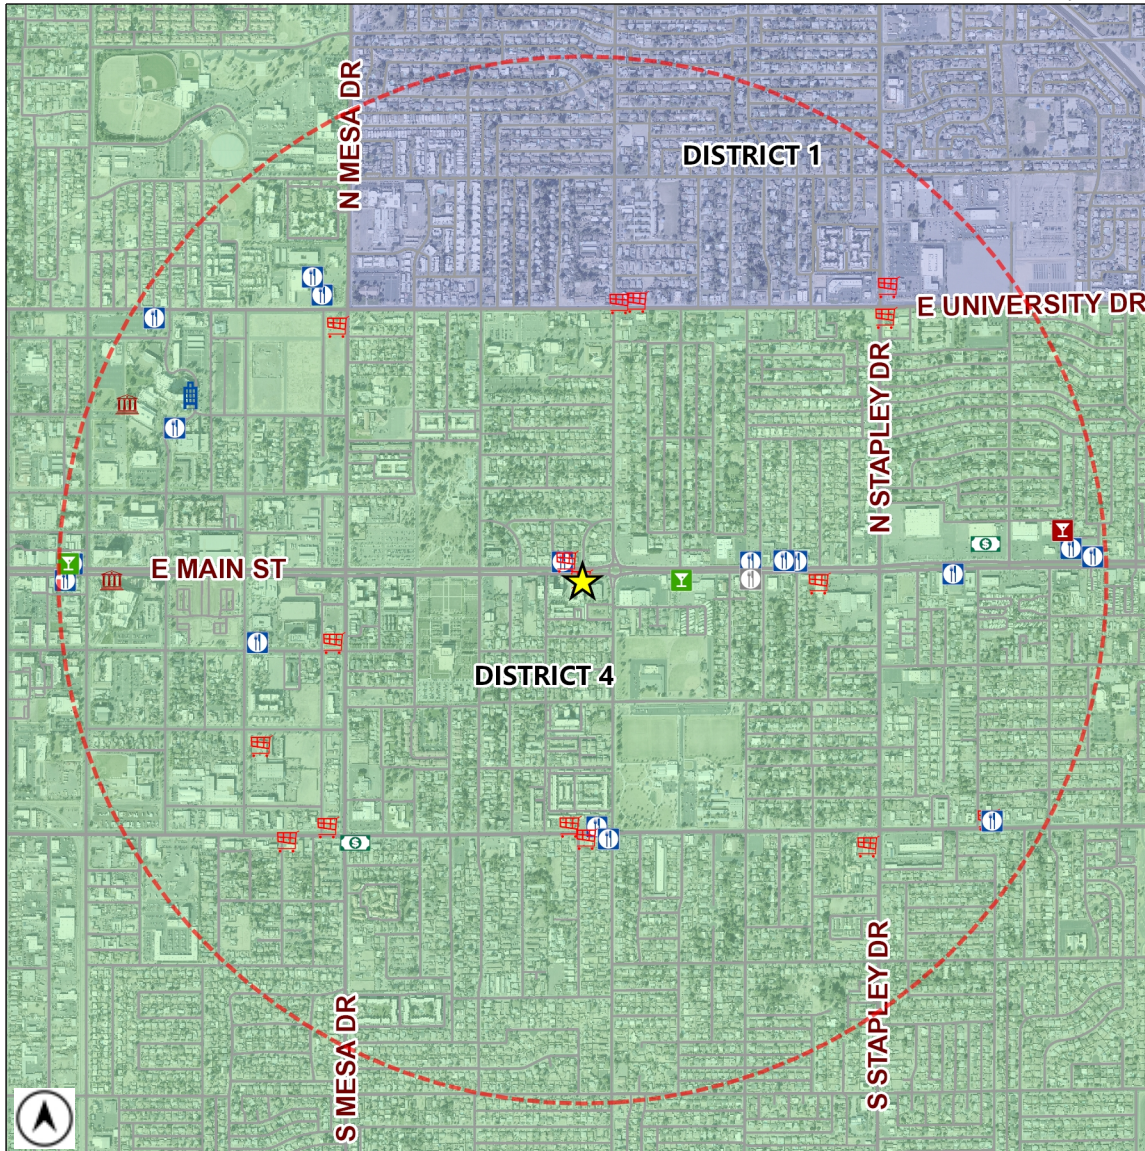 N MESA DR
DISTRICT 1
E UNIVERSITY DR
N STAPLEY DR
E MAIN ST
DISTRICT 4
S MESA DR
S STAPLEY DR